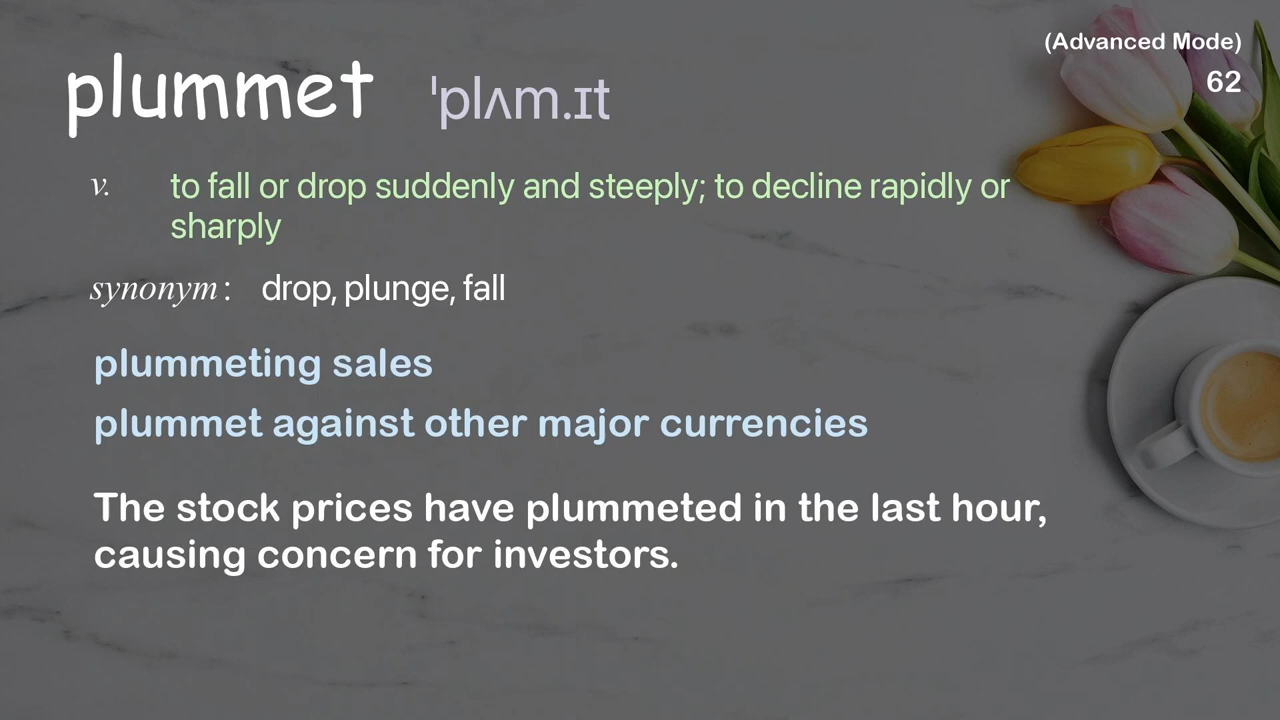 (Advanced Mode)
62
plummet ˈplʌm.ɪt
v. to fall or drop suddenly and steeply; to decline rapidly or
sharply
synonym : drop, plunge, fall
plummeting sales
plummet against other major currencies
The stock prices have plummeted in the last hour,
causing concern for investors.